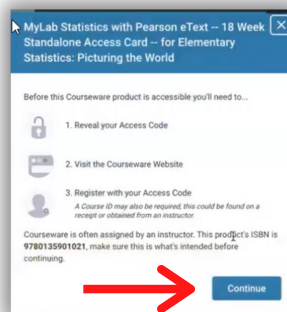 MyLab Statistics with Pearson eText -- 18 Week
Standalone Access Card -- for Elementary
Statistics: Picturing the World
Before this Courseware product is accessible you'll need to...
1. Reveal your Access Code
2. Visit the Courseware Website
3. Register with your Access Code
A Course ID may also be required, this could be found on a
receipt or obtained from an instructor.
Courseware is often assigned by an instructor. This product's ISBN is
9780135901021, make sure this is what's intended before
continuing.
Continue